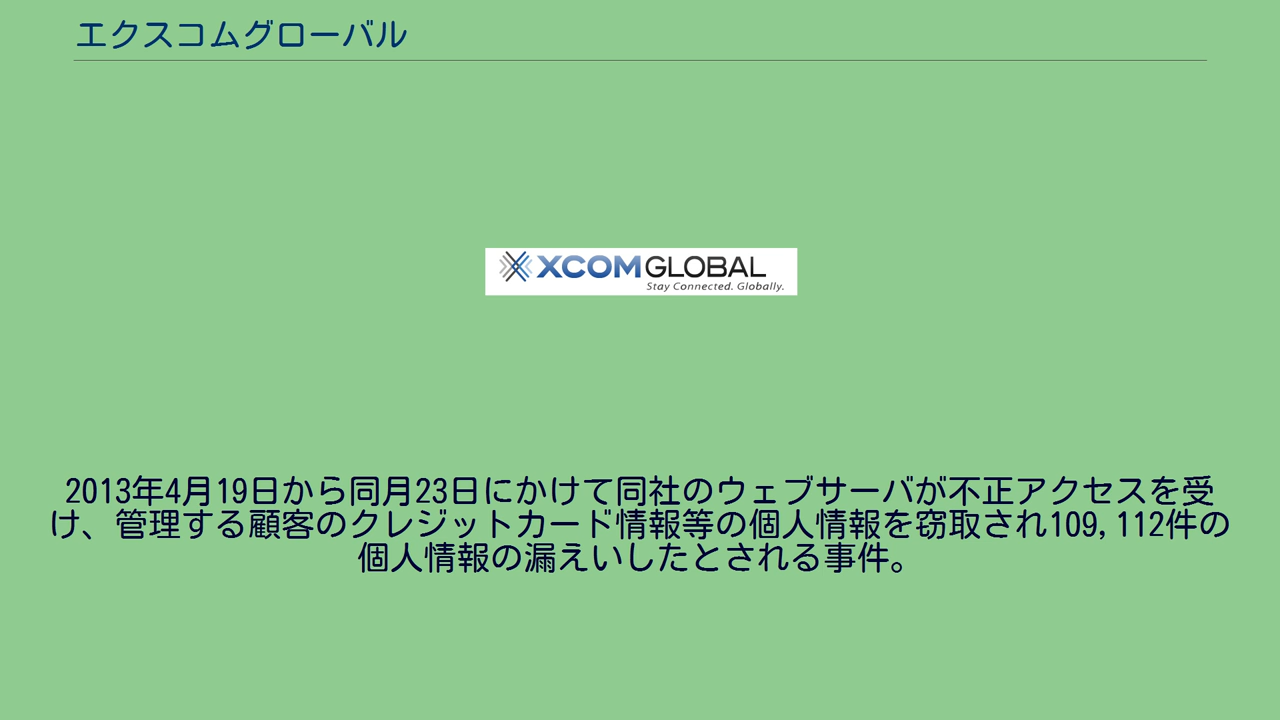 エクスコムグローバル
XCOMGLOBAL
Stay Connected. Globally.
2013年4月19日から同月23日にかけて同社のウェブサーバが不正アクセスを受
け、管理する顧客のクレジットカード情報等の個人情報を窃取され109,112件の
個人情報の漏えいしたとされる事件。